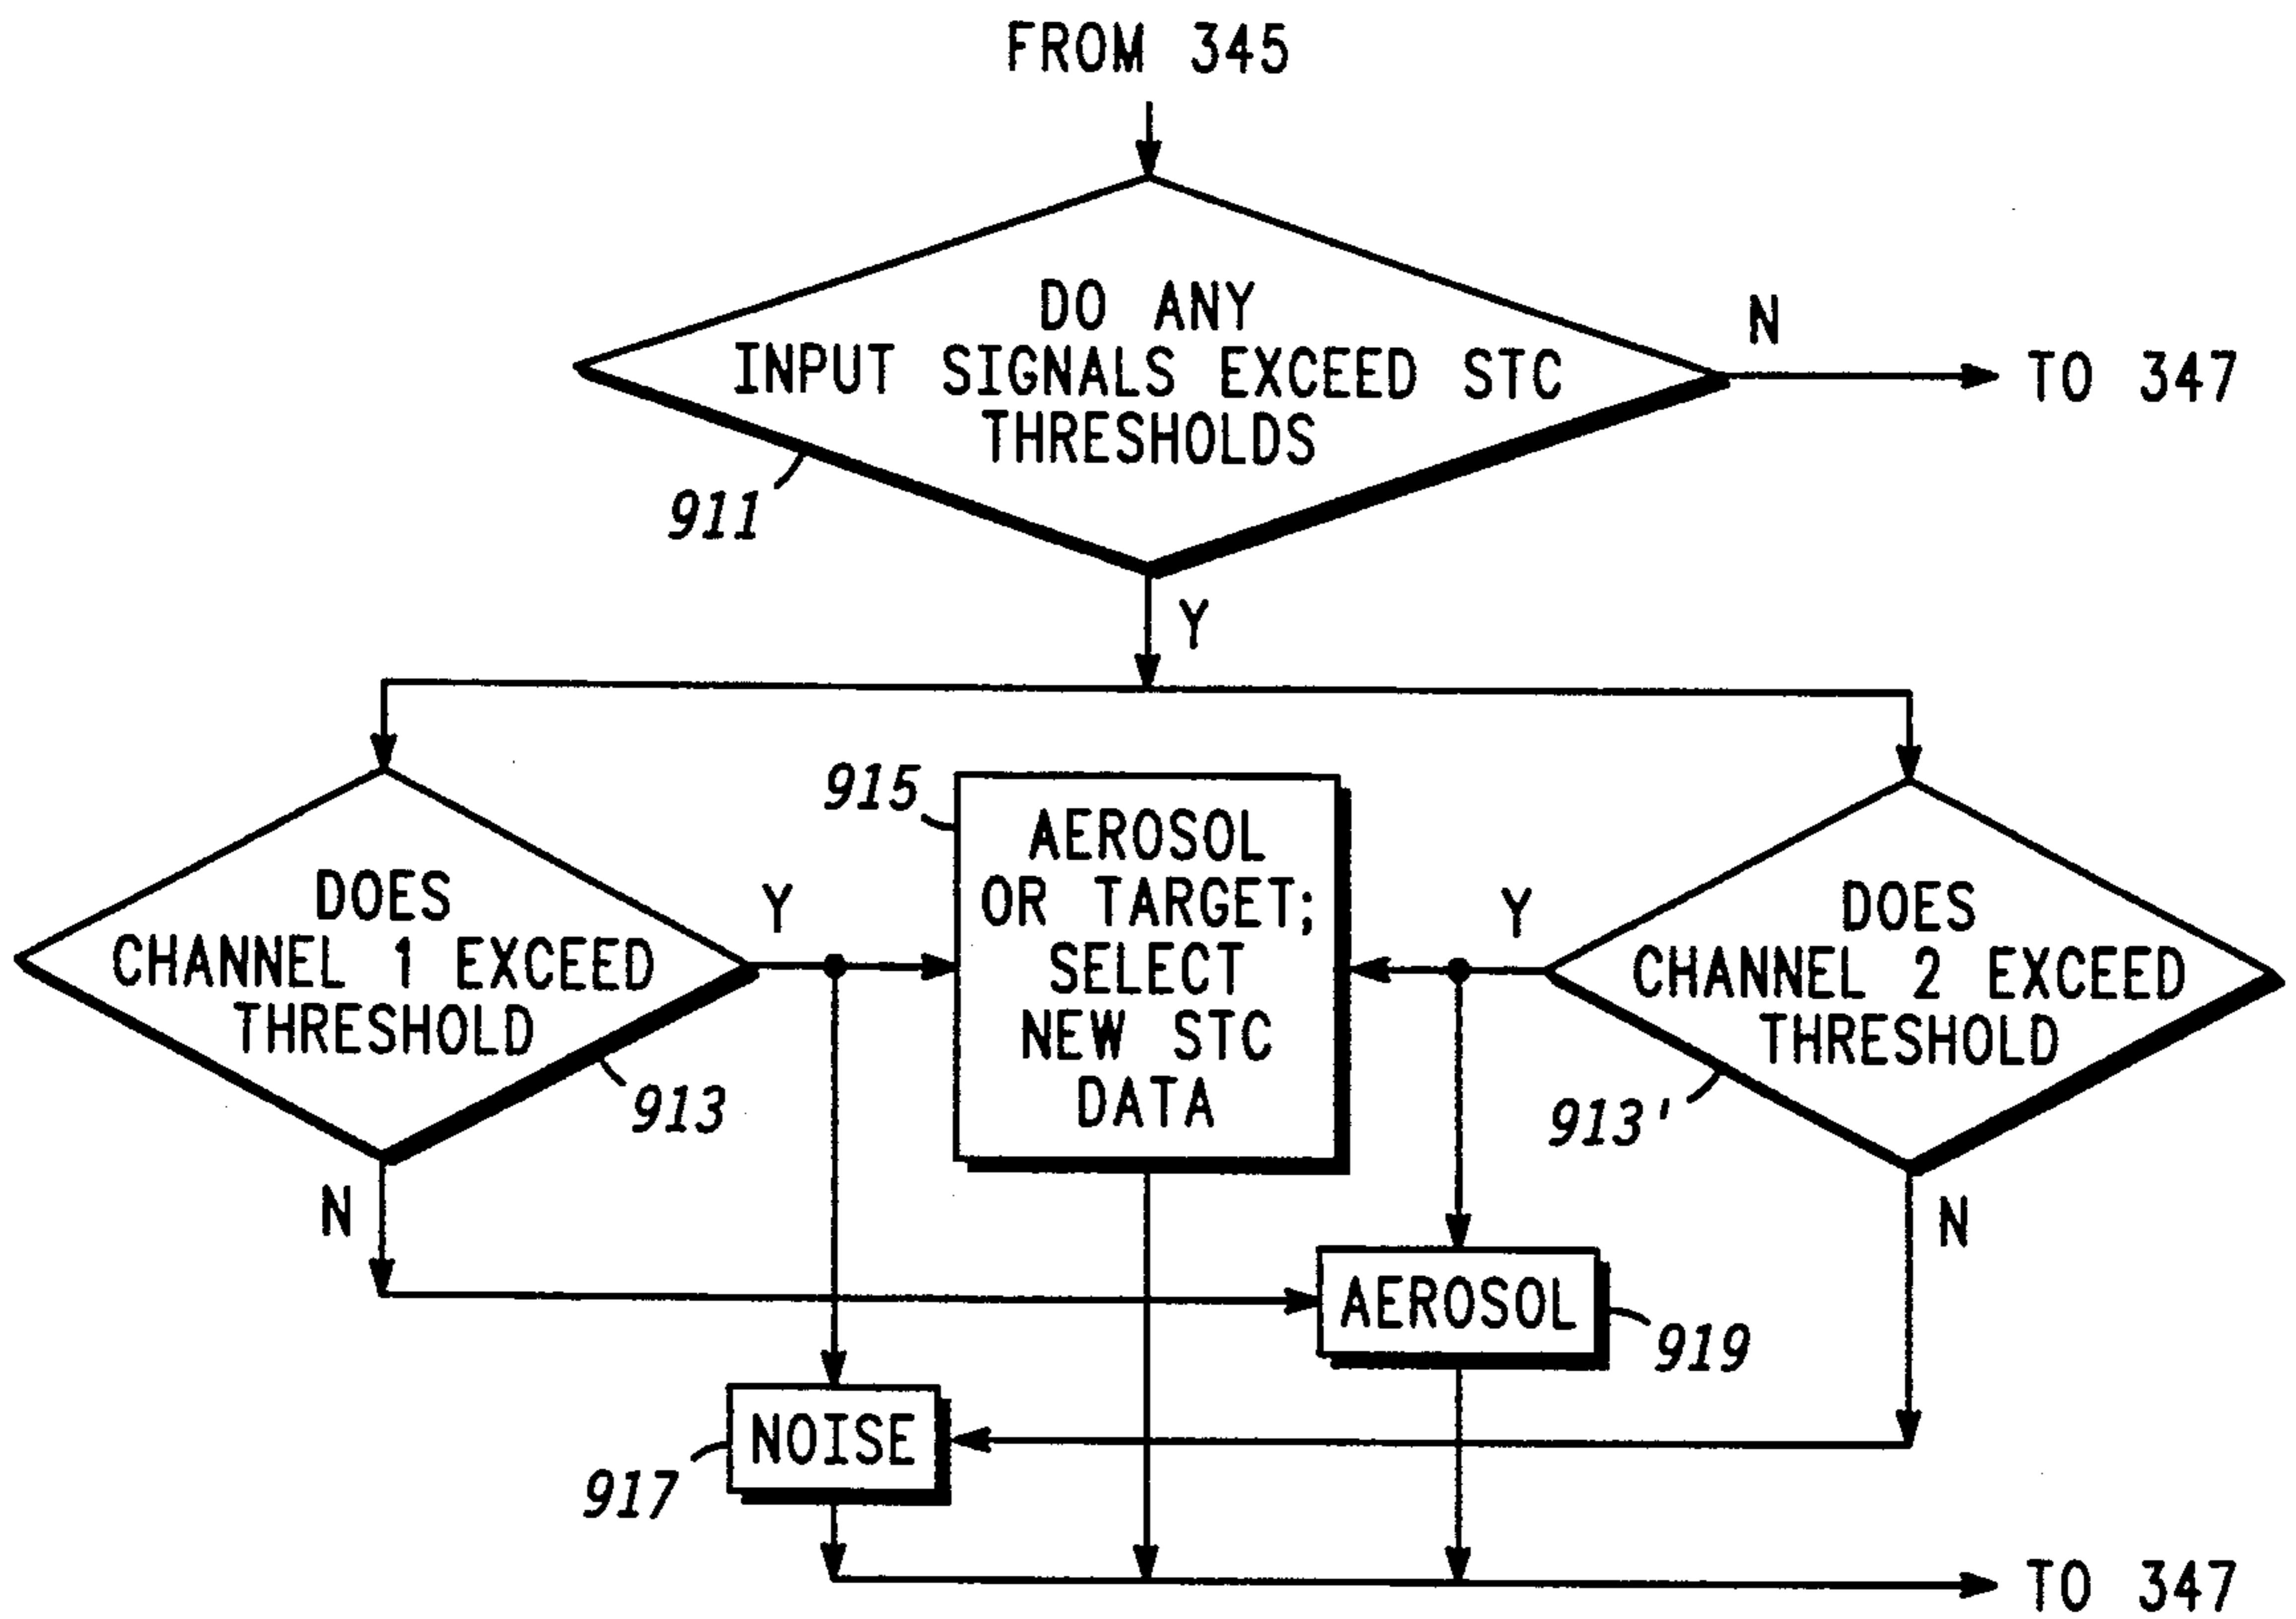 FROM 345
DO ANY
INPUT SIGNALS EXCEED STC
THRESHOLDS
N
TO 347
911
Y
915
AEROSOL
OR TARGET;
SELECT
NEW STC
DATA
DOES
CHANNEL 1 EXCEED
THRESHOLD
Y
913
N
Y
DOES
CHANNEL 2 EXCEED
THRESHOLD
913'
N
AEROSOL
919
NOISE
917
TO 347